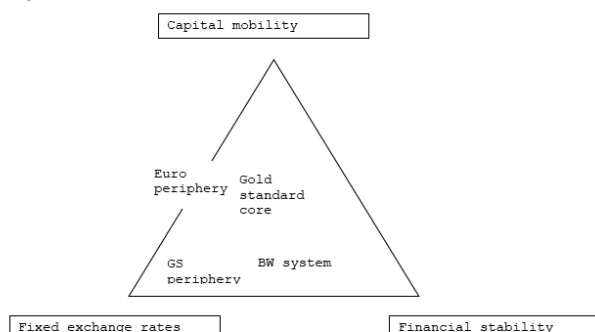 Capital mobility
Euro
periphery
Gold
standard
core
GS
periphery
BW system
Fixed exchange rates
Financial stability